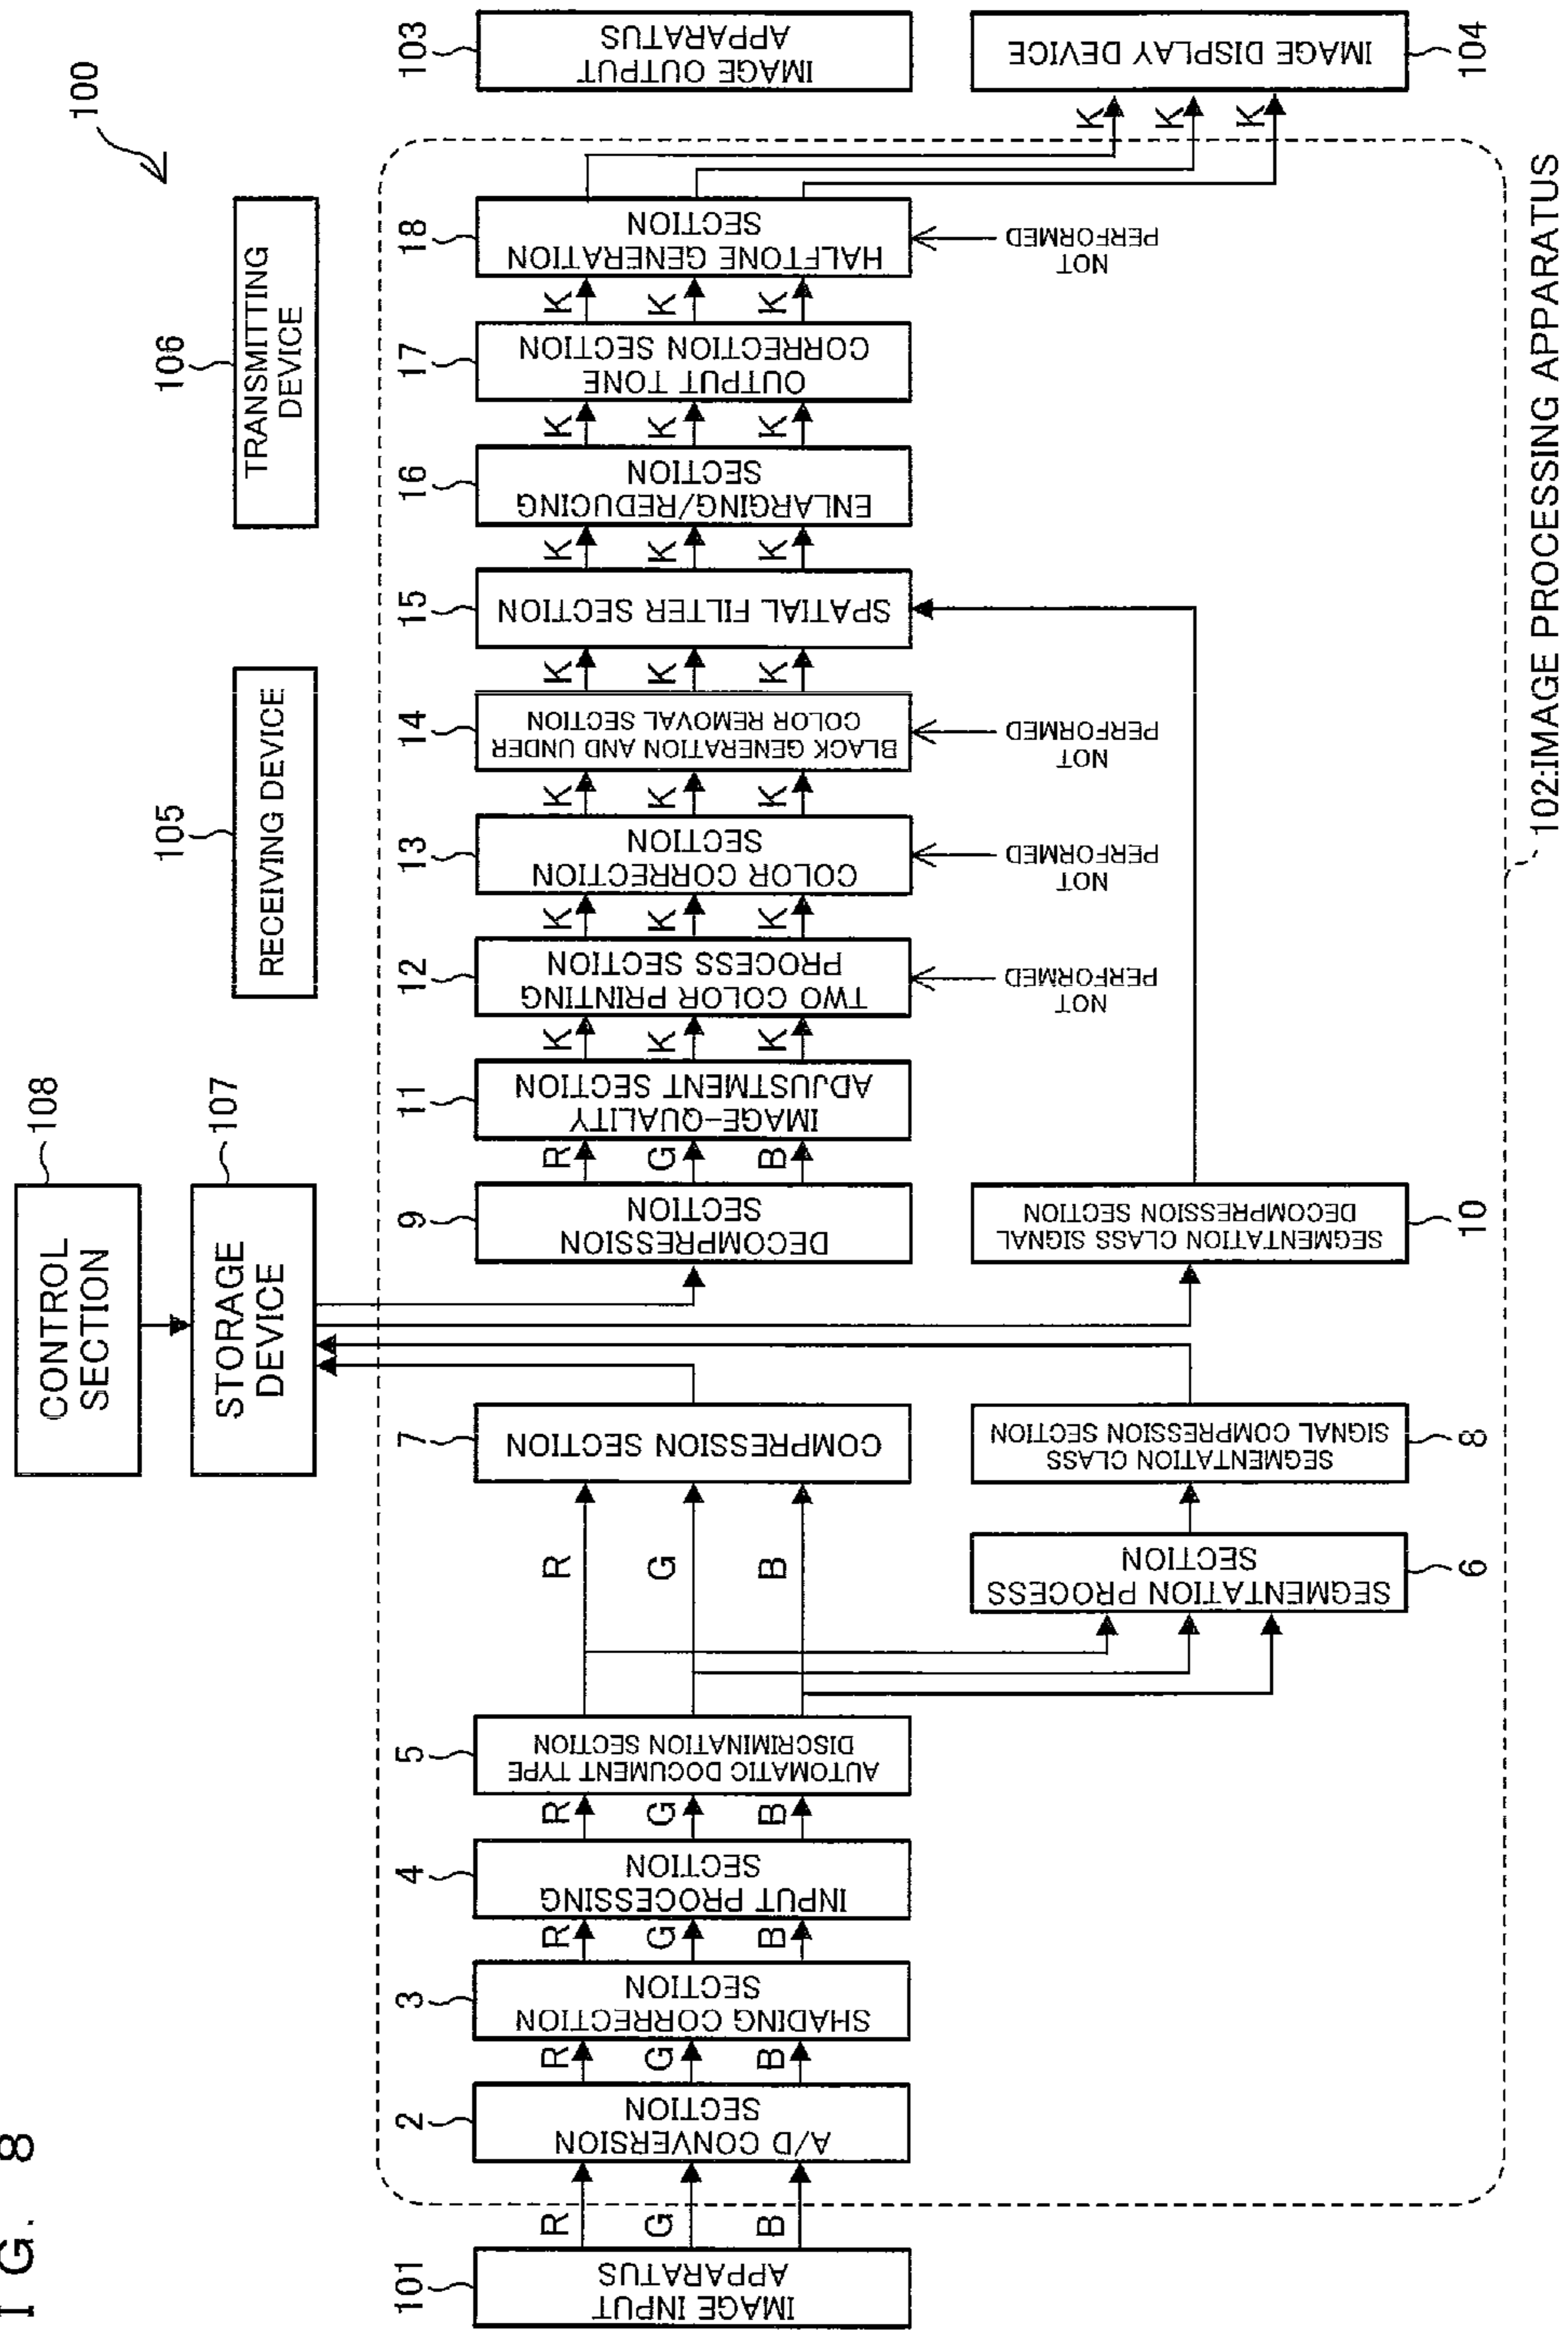 I G. 8
100
CONTROL
SECTION
108
STORAGE
DEVICE
107
105
RECEIVING DEVICE
106
TRANSMITTING
DEVICE
101
IMAGE INPUT
APPARATUS
R
G
B
2
A/D CONVERSION
SECTION
R
G
B
3
SHADING CORRECTION
SECTION
R
G
B
4
INPUT PROCESSING
SECTION
R
G
B
5
AUTOMATIC DOCUMENT TYPE
DISCRIMINATION SECTION
R
G
B
7
COMPRESSION SECTION
SEGMENTATION PROCESS
SECTION
6
SEGMENTATION CLASS
SIGNAL COMPRESSION SECTION
8
9
DECOMPRESSION
SECTION
SEGMENTATION CLASS SIGNAL
DECOMPRESSION SECTION
10
R
G
B
11
IMAGE-QUALITY
ADJUSTMENT SECTION
K
K
K
12
TWO COLOR PRINTING
PROCESS SECTION
NOT
PERFORMED
K
K
K
13
COLOR CORRECTION
SECTION
NOT
PERFORMED
K
K
K
14
BLACK GENERATION AND UNDER
COLOR REMOVAL SECTION
NOT
PERFORMED
K
K
K
15
SPATIAL FILTER SECTION
K
K
K
16
ENLARGING/REDUCING
SECTION
K
K
K
17
OUTPUT TONE
CORRECTION SECTION
K
K
K
18
HALFTONE GENERATION
SECTION
NOT
PERFORMED
K
K
K
103
IMAGE OUTPUT
APPARATUS
IMAGE DISPLAY DEVICE
104
102:IMAGE PROCESSING APPARATUS